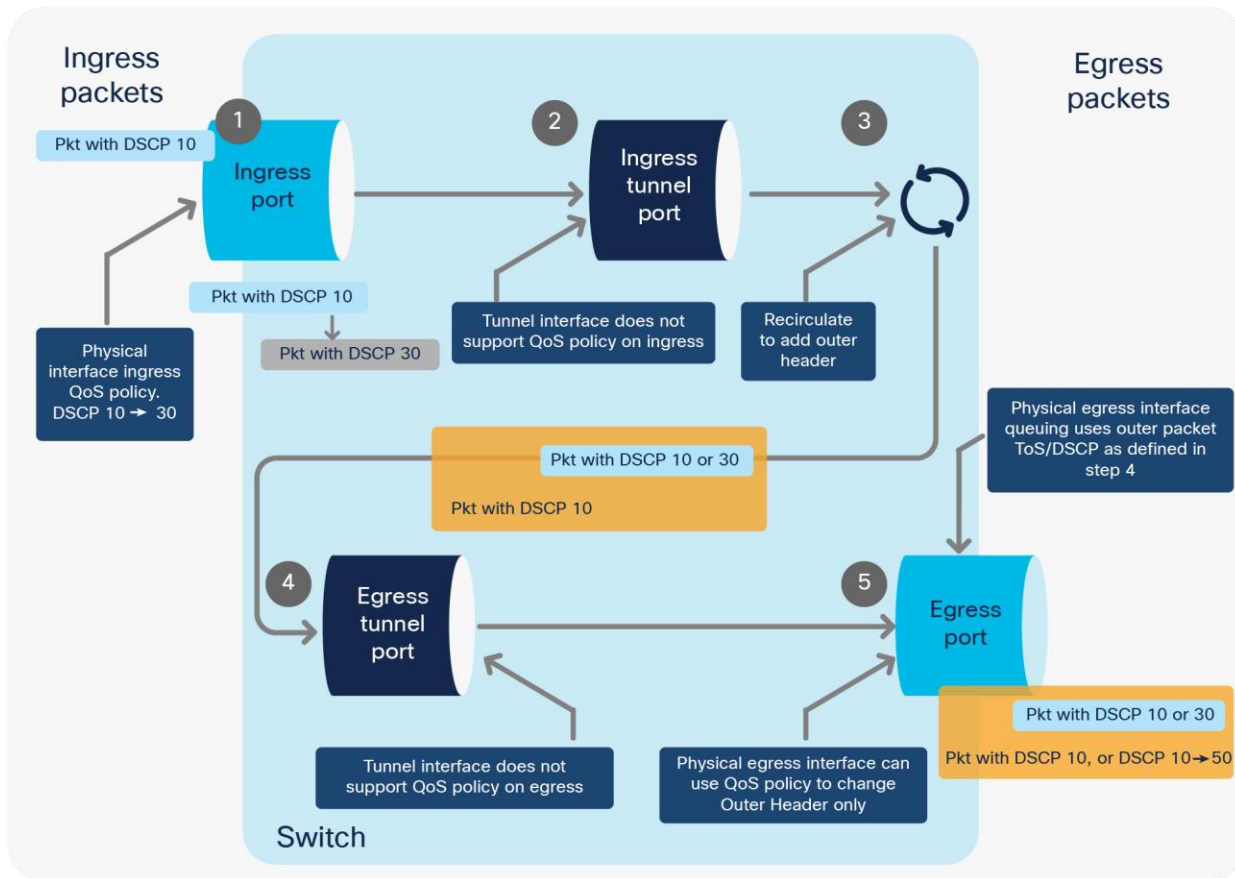 Ingress
packets
Egress
packets
1
2
3
Pkt with DSCP 10
Ingress
port
Ingress
tunnel
port
Pkt with DSCP 10
Pkt with DSCP 30
Physical
interface ingress
QoS policy.
DSCP 10 → 30
Tunnel interface does not
support QoS policy on ingress
Recirculate
to add outer
header
Physical egress interface
queuing uses outer packet
ToS/DSCP as defined in
step 4
Pkt with DSCP 10 or 30
Pkt with DSCP 10
4
Egress
tunnel
port
5
Egress
port
Pkt with DSCP 10 or 30
Pkt with DSCP 10, or DSCP 10→50
Tunnel interface does not
support QoS policy on egress
Physical egress interface can
use QoS policy to change
Outer Header only
Switch